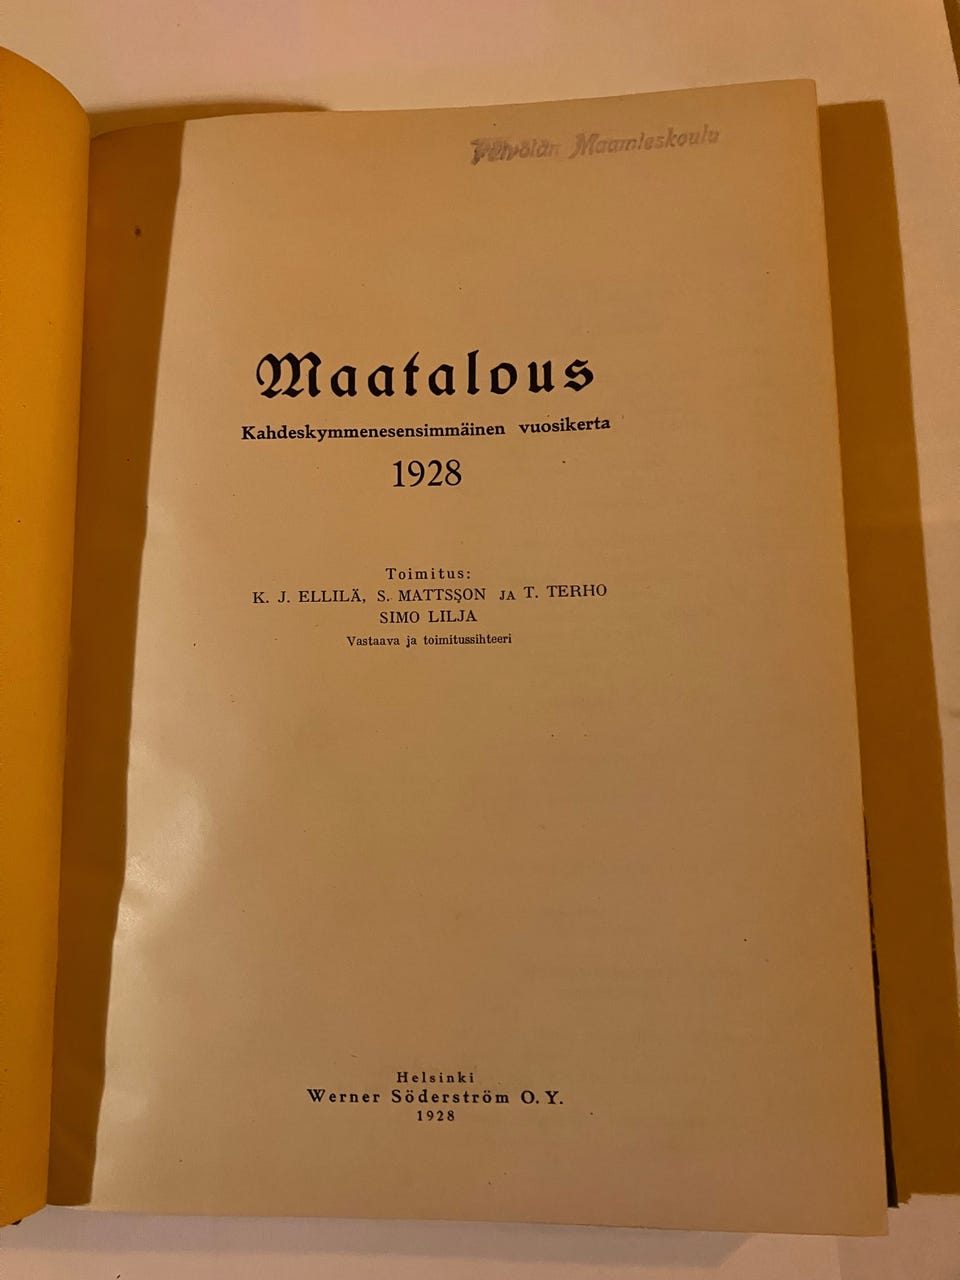 Maamieskoulu
Maatalous
Kahdeskymmenesensimmäinen vuosikerta
1928
Toimitus:
K. J. ELLILÄ, S. MATTSSON JA T. TERHO
SIMO LILJA
Vastaava ja toimitussihteeri
Helsinki
Werner Söderström O. Y.
1928